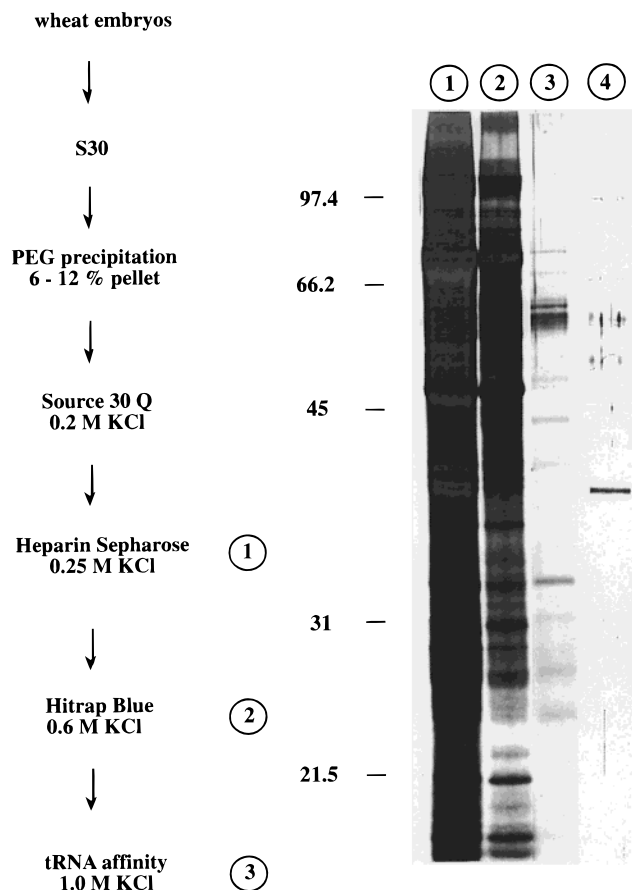 wheat embryos
S30
PEG precipitation
6 - 12 % pellet
Source 30 Q
0.2 M KCl
Heparin Sepharose
0.25 M KCl
1
Hitrap Blue
0.6 M KCl
2
tRNA affinity
1.0 M KCl
3
1 2 3 4
97.4
66.2
45
31
21.5